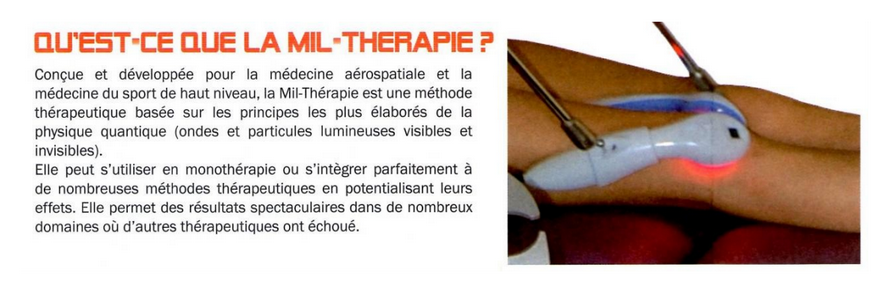 QU'EST-CE QUE LA MIL-THERAPIE ?
Conçue et développée pour la médecine aérospatiale et la
médecine du sport de haut niveau, la Mil-Thérapie est une méthode
thérapeutique basée sur les principes les plus élaborés de la
physique quantique (ondes et particules lumineuses visibles et
invisibles).
Elle peut s'utiliser en monothérapie ou s'intègrer parfaitement à
de nombreuses méthodes thérapeutiques en potentialisant leurs
effets. Elle permet des résultats spectaculaires dans de nombreux
domaines où d'autres thérapeutiques ont échoué.